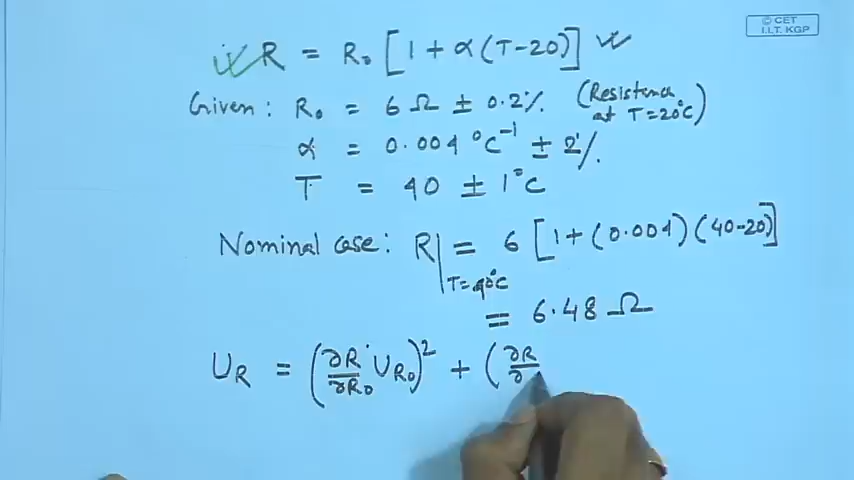 © CET
I.I.T. KGP
ii) R = R₀ [1 + α(T-20)]
Given: R₀ = 6 Ω ± 0.2% (Resistance at T=20°C)
α = 0.004 °C⁻¹ ± 2%.
T = 40 ± 1°C
Nominal case: R|T=40°C = 6 [1+(0.004)(40-20)]
= 6.48 Ω
U_R = (∂R/∂R₀ · U_R₀)² + (∂R/∂